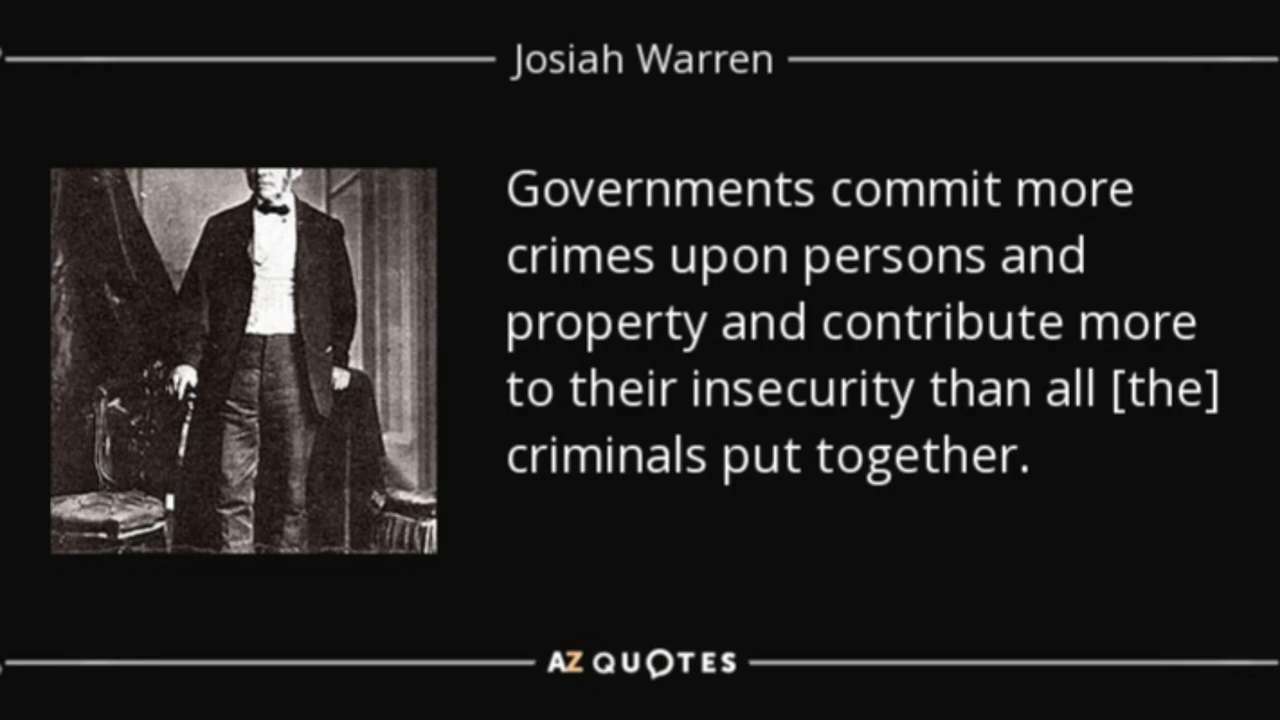 Josiah Warren
Governments commit more
crimes upon persons and
property and contribute more
to their insecurity than all [the]
criminals put together.
AZ QUOTES